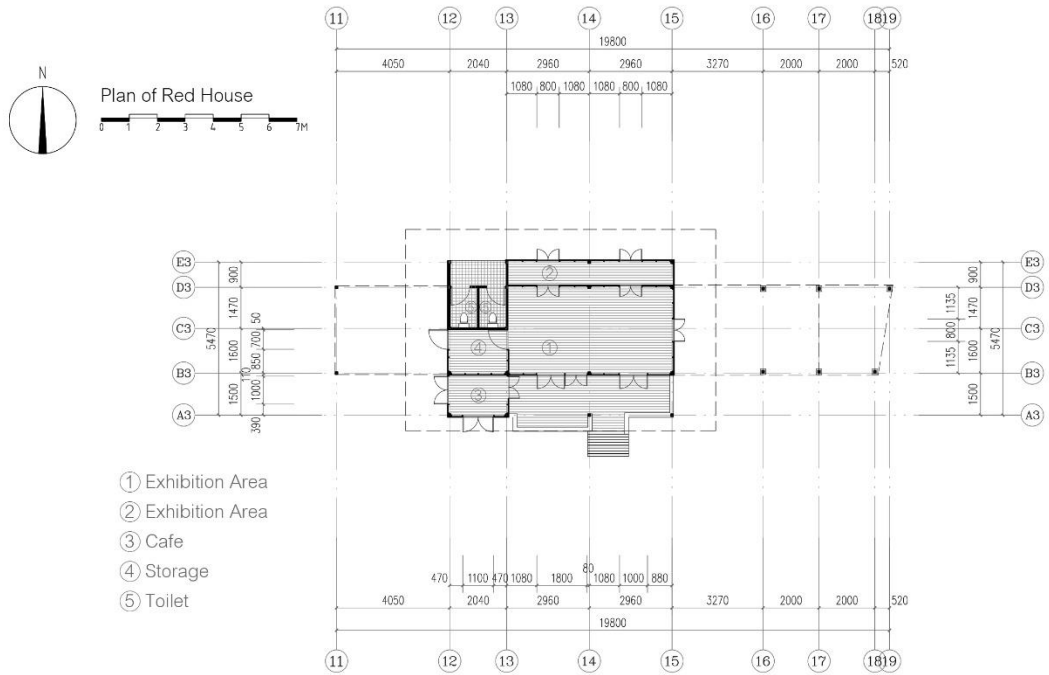 11 12 13 14 15 16 17 18 19
19800
4050 2040 2960 2960 3270 2000 2000 520
1080 800 1080 1080 800 1080
N
Plan of Red House
0 1 2 3 4 5 6 7M
E3 E3
D3 D3
C3 C3
B3 B3
A3 A3
900 1470 1600 1500
5470
50 700 850 110 1000 390
900 1470 1600 1500
5470
1135 800 1135
2
5 5
4 1
3
1 Exhibition Area
2 Exhibition Area
3 Cafe
4 Storage
5 Toilet
80
470 1100 470 1080 1800 1080 1000 880
4050 2040 2960 2960 3270 2000 2000 520
19800
11 12 13 14 15 16 17 18 19